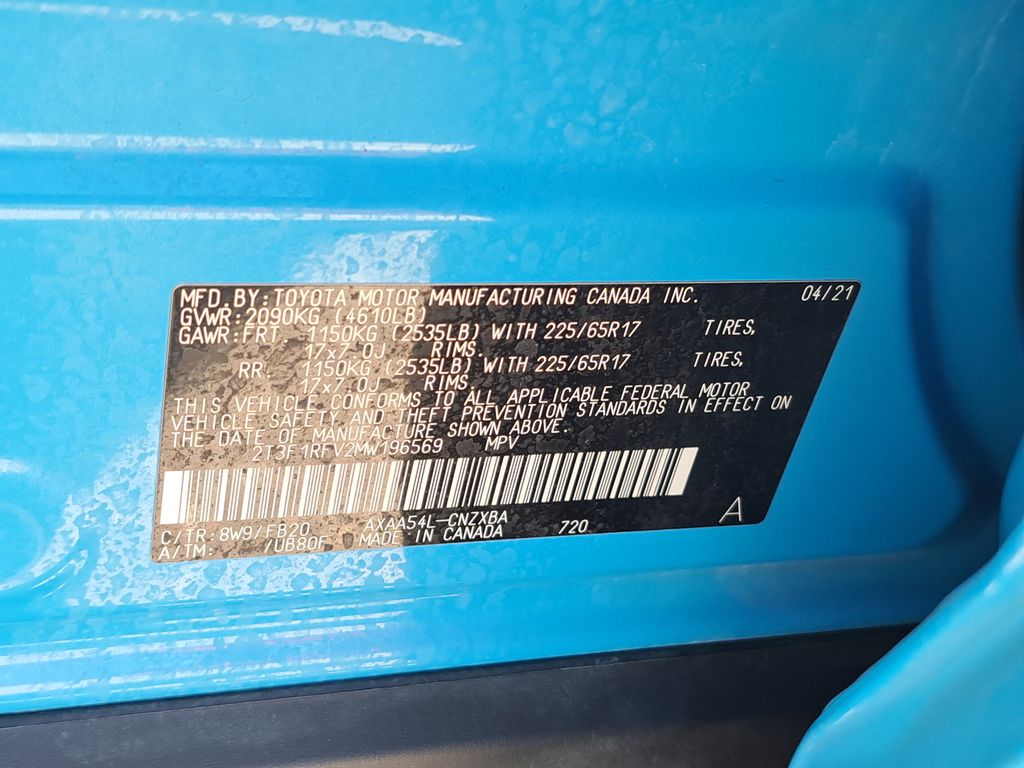 MFD.BY:TOYOTA MOTOR MANUFACTURING CANADA INC. 04/21
GVWR:2090KG (4610LB)
GAWR:FRT 1150KG (2535LB) WITH 225/65R17 TIRES,
17x7.0J RIMS.
RR. 1150KG (2535LB) WITH 225/65R17 TIRES,
17x7.0J RIMS.
THIS VEHICLE CONFORMS TO ALL APPLICABLE FEDERAL MOTOR
VEHICLE SAFETY AND THEFT PREVENTION STANDARDS IN EFFECT ON
THE DATE OF MANUFACTURE SHOWN ABOVE.
2T3F1RFV2MW196569 MPV
C/TR:8W9/FB20 AXAA54L-CNZXBA 720 A
A/TM: /UB80F MADE IN CANADA